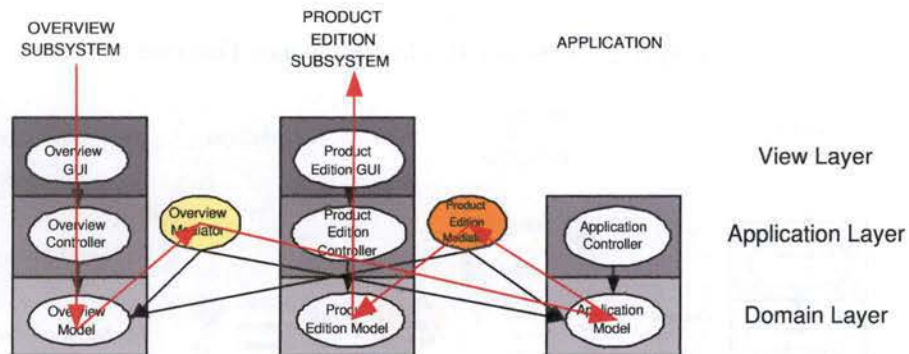 OVERVIEW
SUBSYSTEM
PRODUCT
EDITION
SUBSYSTEM
APPLICATION
Overview
GUI
Product
Edition GUI
View Layer
Overview
Controller
Overview
Mediator
Product
Edition
Controller
Product
Edition
Mediator
Application
Controller
Application Layer
Overview
Model
Product
Edition Model
Application
Model
Domain Layer